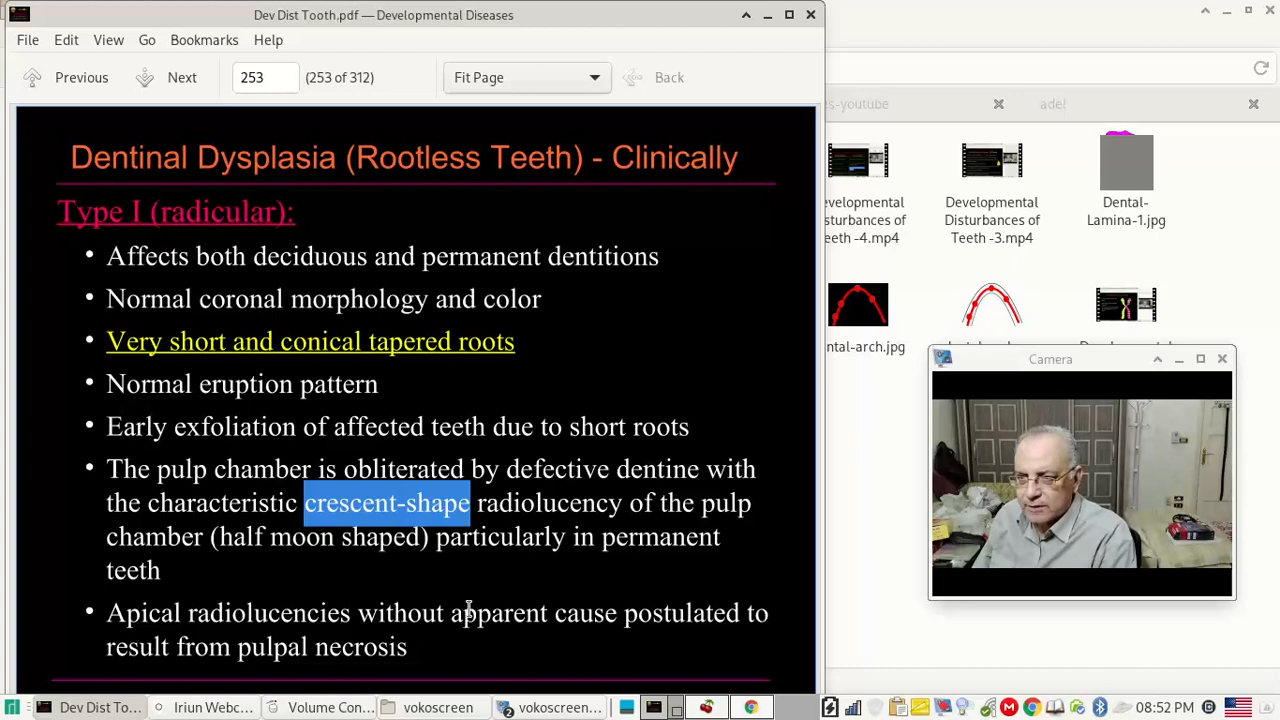 Dev Dist Tooth.pdf — Developmental Diseases
File Edit View Go Bookmarks Help
Previous Next 253 (253 of 312) Fit Page Back
Dentinal Dysplasia (Rootless Teeth) - Clinically
Type I (radicular):
• Affects both deciduous and permanent dentitions
• Normal coronal morphology and color
• Very short and conical tapered roots
• Normal eruption pattern
• Early exfoliation of affected teeth due to short roots
• The pulp chamber is obliterated by defective dentine with
the characteristic crescent-shape radiolucency of the pulp
chamber (half moon shaped) particularly in permanent
teeth
• Apical radiolucencies without apparent cause postulated to
result from pulpal necrosis
s-youtube adel
evelopmental
Disturbances of
eeth -4.mp4
Developmental
Disturbances of
Teeth -3.mp4
Dental-
Lamina-1.jpg
ntal-arch.jpg
Camera
Dev Dist To... Iriun Webc... Volume Con... vokoscreen 2 vokoscreen... 08:52 PM